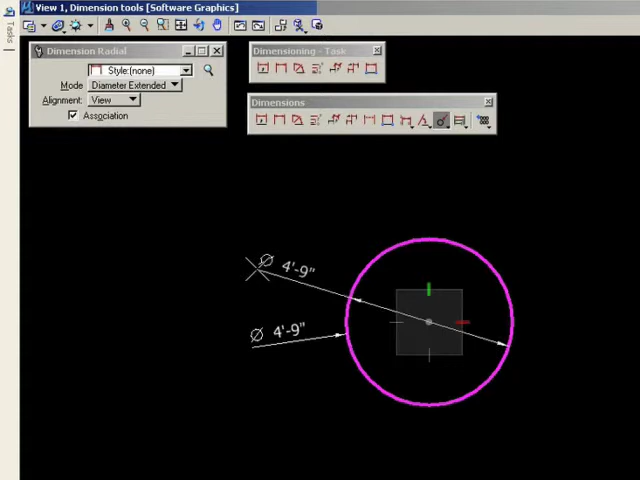 View 1, Dimension tools [Software Graphics]
Tasks
Dimension Radial
Style:(none)
Mode Diameter Extended
Alignment: View
Association
Dimensioning - Task
Dimensions
Ø 4'-9"
Ø 4'-9"